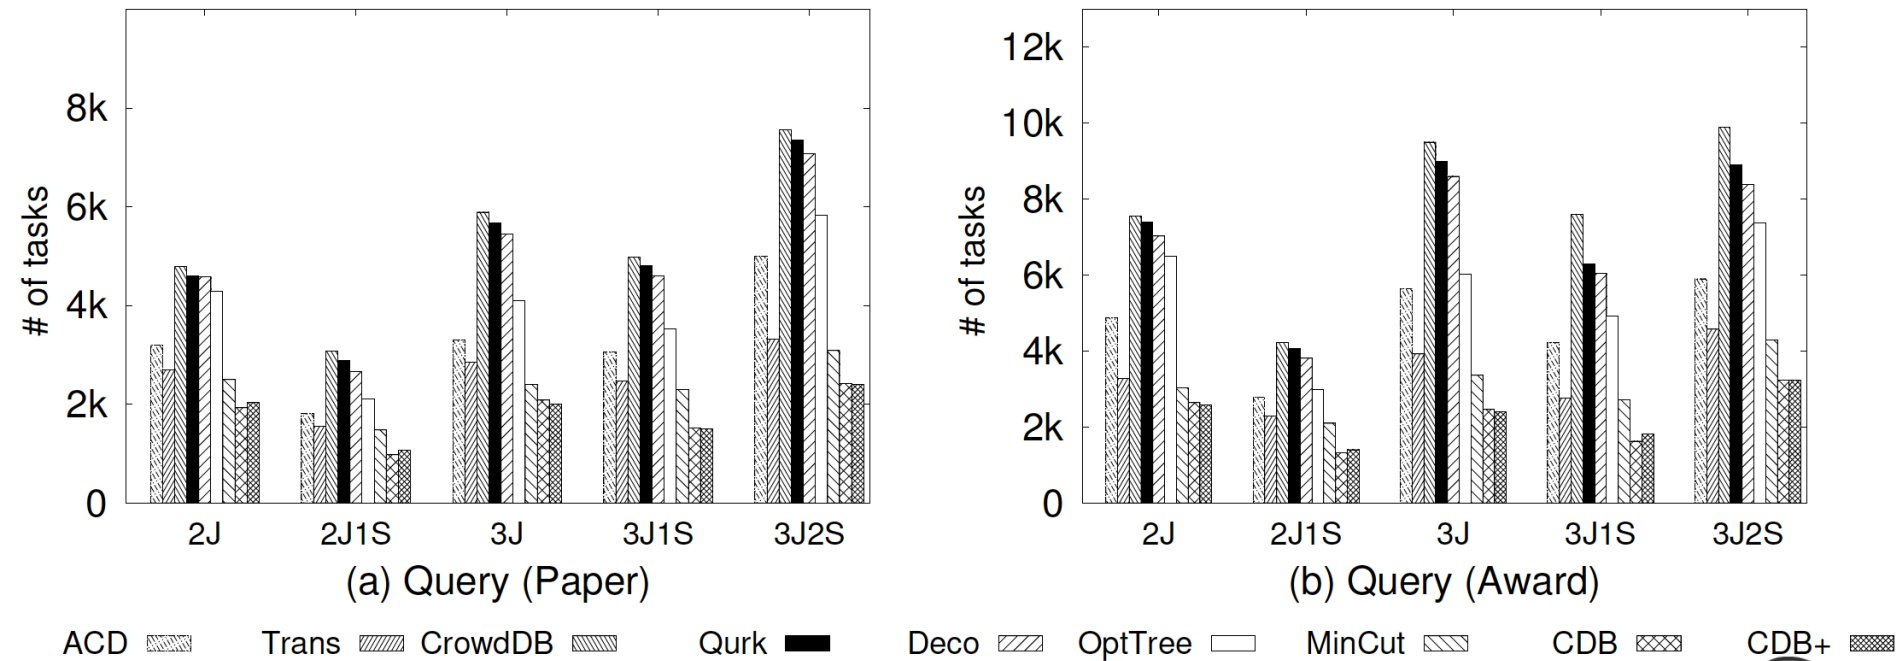 8k
6k
4k
2k
0
# of tasks
2J 2J1S 3J 3J1S 3J2S
(a) Query (Paper)
12k
10k
8k
6k
4k
2k
0
# of tasks
2J 2J1S 3J 3J1S 3J2S
(b) Query (Award)
ACD Trans CrowdDB Qurk Deco OptTree MinCut CDB CDB+